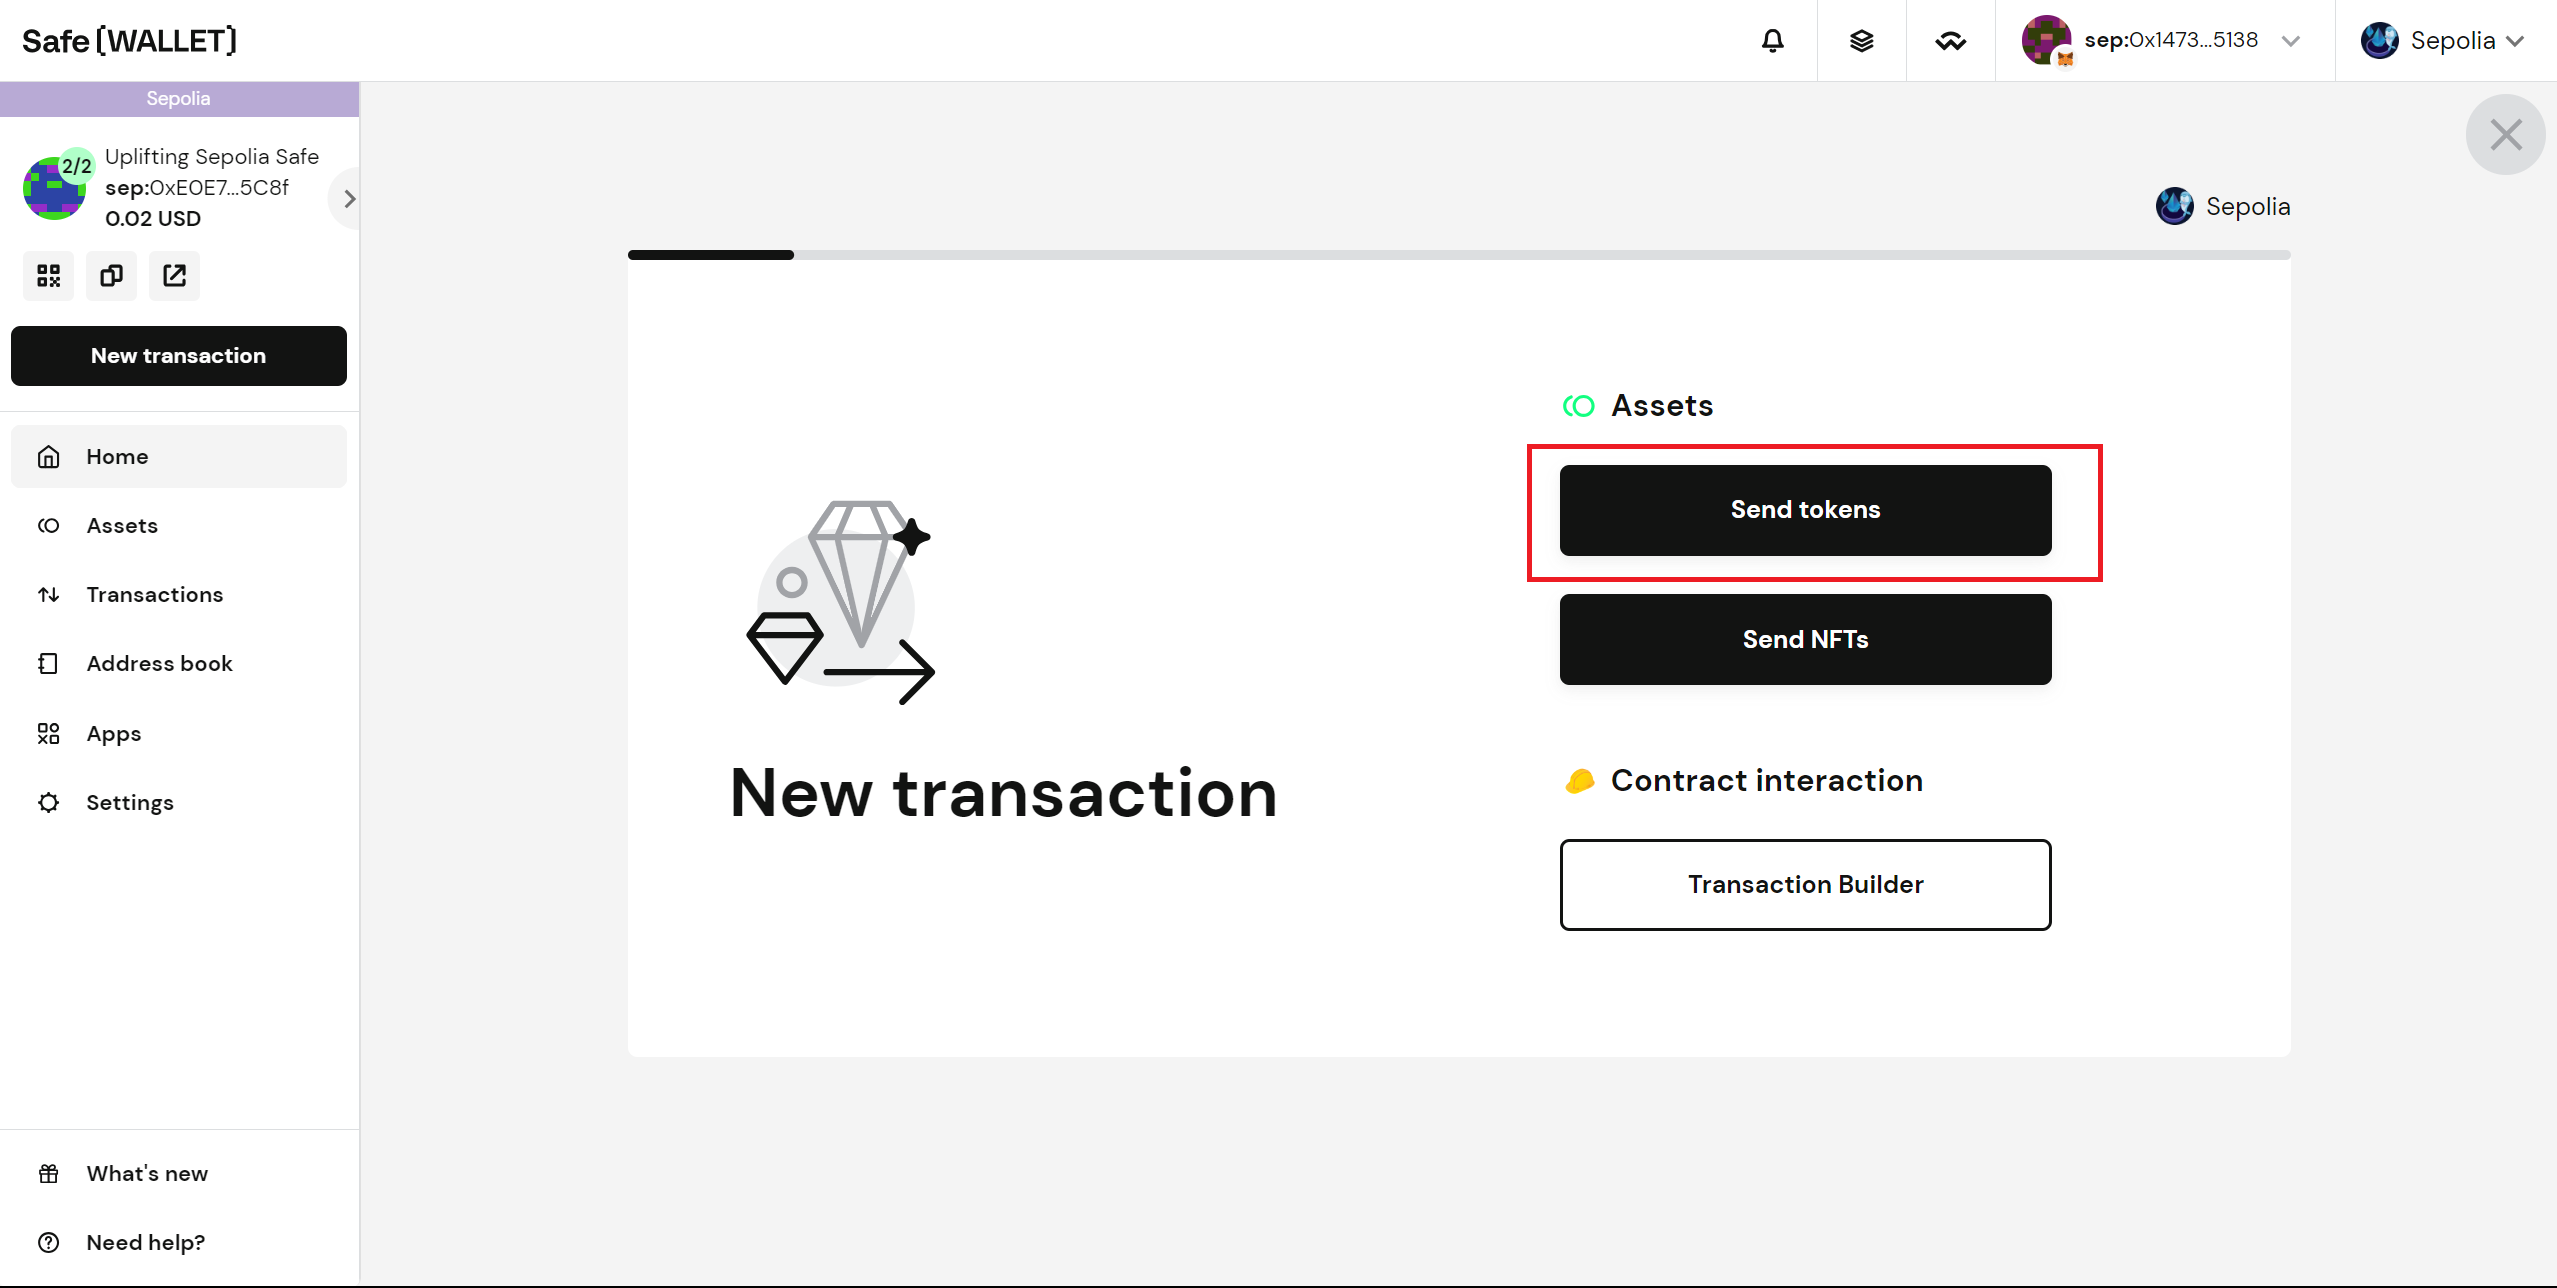 Safe{WALLET}
sep:0x1473...5138
Sepolia
Sepolia
2/2
Uplifting Sepolia Safe
sep:0xE0E7...5C8f
0.02 USD
New transaction
Home
Assets
Transactions
Address book
Apps
Settings
What's new
Need help?
Sepolia
New transaction
Assets
Send tokens
Send NFTs
Contract interaction
Transaction Builder